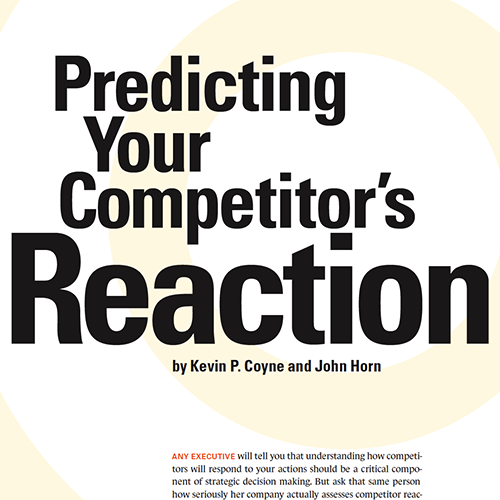 Predicting
Your
Competitor's
Reaction
by Kevin P. Coyne and John Horn
ANY EXECUTIVE will tell you that understanding how competi-
tors will respond to your actions should be a critical compo-
nent of strategic decision making. But ask that same person
how seriously her company actually assesses competitor reac-